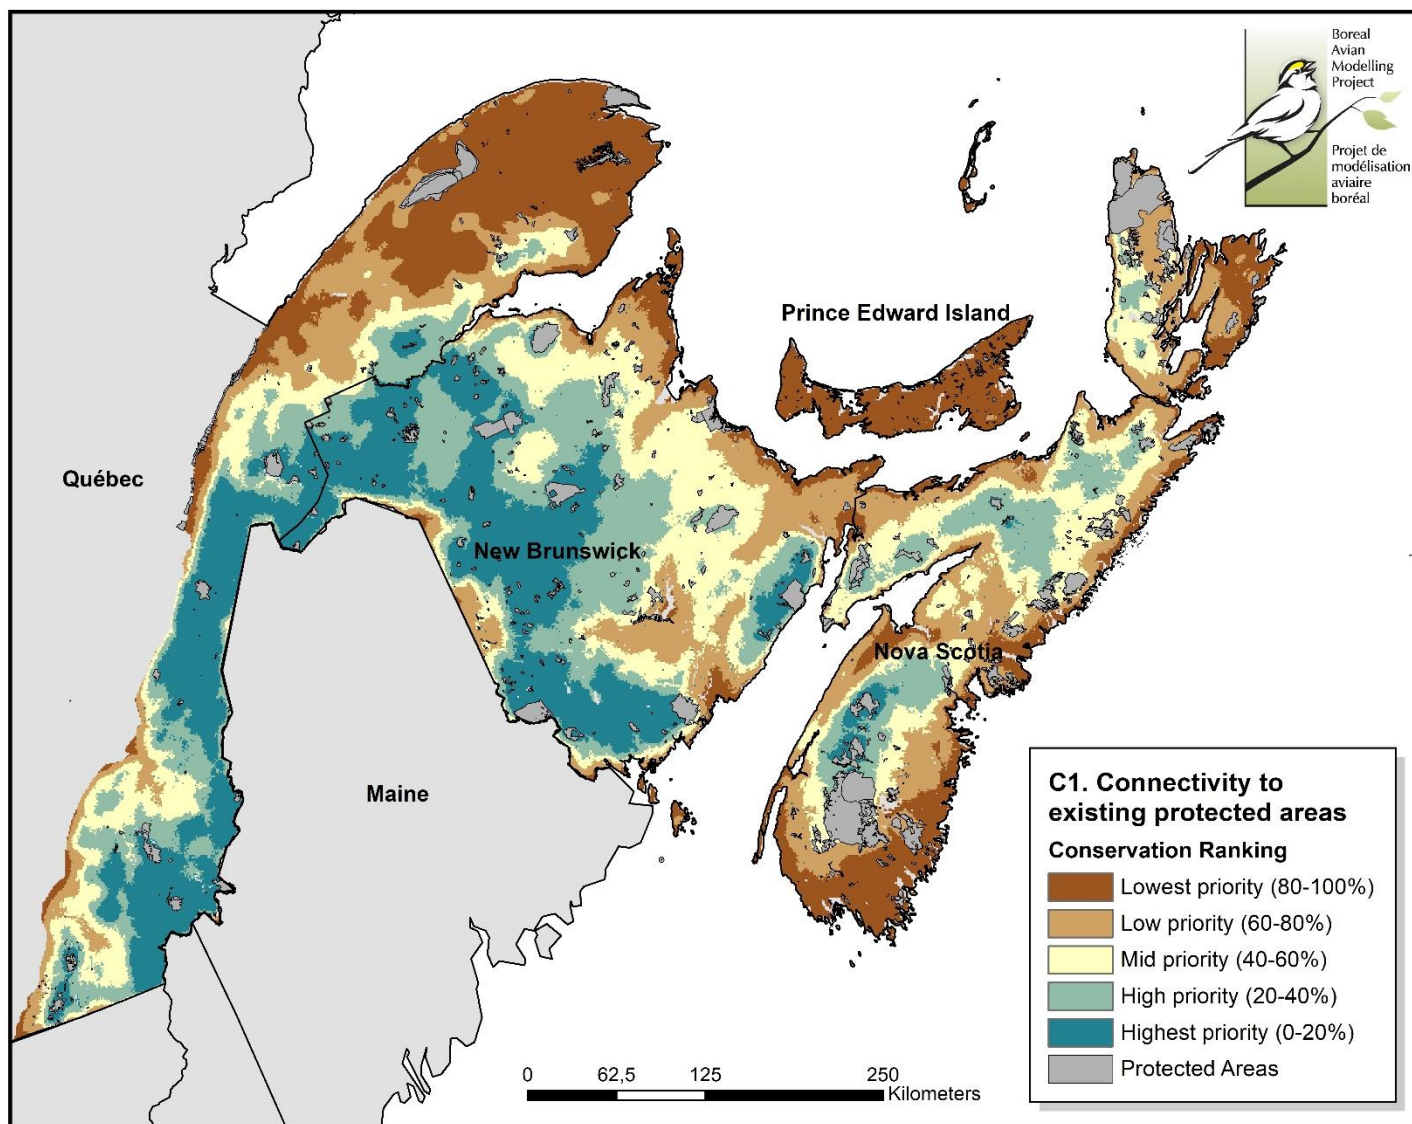 Boreal
Avian
Modelling
Project
Projet de
modélisation
aviaire
boréal
Prince Edward Island
Québec
New Brunswick
Nova Scotia
Maine
C1. Connectivity to
existing protected areas
Conservation Ranking
Lowest priority (80-100%)
Low priority (60-80%)
Mid priority (40-60%)
High priority (20-40%)
Highest priority (0-20%)
Protected Areas
0 62,5 125 250
Kilometers